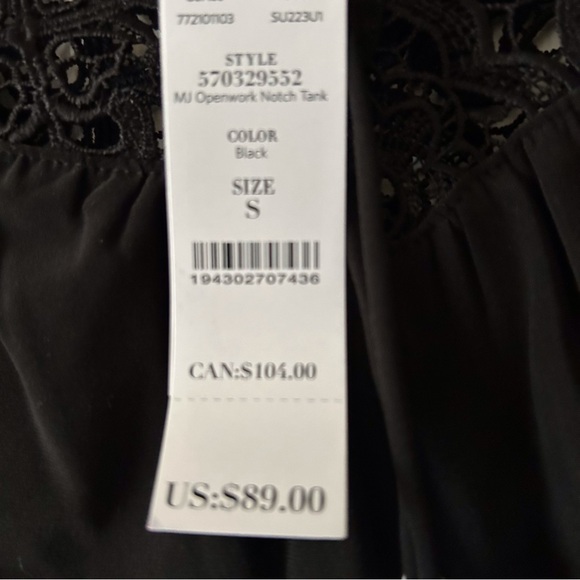 772101103 SU223U1
STYLE
570329552
MJ Openwork Notch Tank
COLOR
Black
SIZE
S
194302707436
CAN:$104.00
US:$89.00